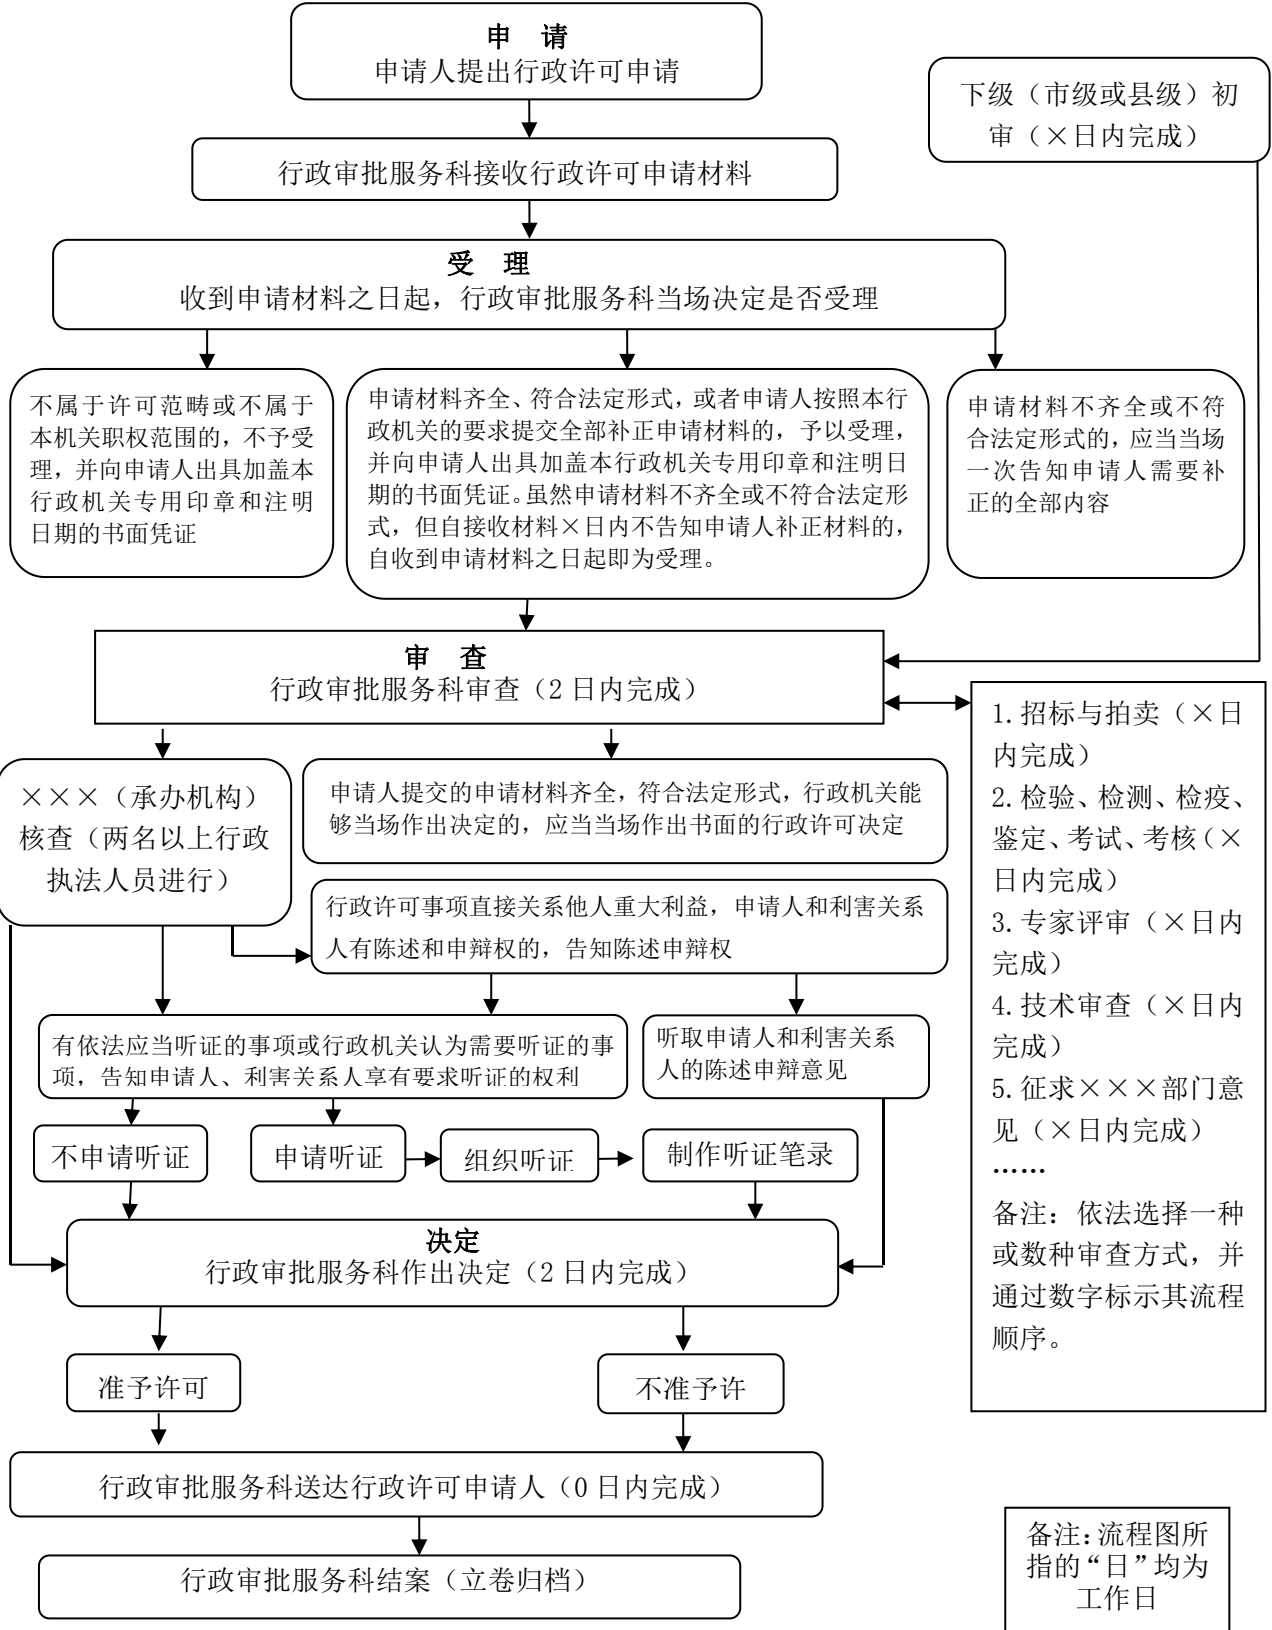 申 请
申请人提出行政许可申请
下级（市级或县级）初
审（×日内完成）
行政审批服务科接收行政许可申请材料
受 理
收到申请材料之日起，行政审批服务科当场决定是否受理
不属于许可范畴或不属于
本机关职权范围的，不予受
理，并向申请人出具加盖本
行政机关专用印章和注明
日期的书面凭证
申请材料齐全、符合法定形式，或者申请人按照本行
政机关的要求提交全部补正申请材料的，予以受理，
并向申请人出具加盖本行政机关专用印章和注明日
期的书面凭证。虽然申请材料不齐全或不符合法定形
式，但自接收材料×日内不告知申请人补正材料的，
自收到申请材料之日起即为受理。
申请材料不齐全或不符
合法定形式的，应当当场
一次告知申请人需要补
正的全部内容
审 查
行政审批服务科审查（2 日内完成）
1.招标与拍卖（×日
内完成）
2.检验、检测、检疫、
鉴定、考试、考核（×
日内完成）
3.专家评审（×日内
完成）
4.技术审查（×日内
完成）
5.征求×××部门意
见（×日内完成）
……
备注：依法选择一种
或数种审查方式，并
通过数字标示其流程
顺序。
×××（承办机构）
核查（两名以上行政
执法人员进行）
申请人提交的申请材料齐全，符合法定形式，行政机关能
够当场作出决定的，应当当场作出书面的行政许可决定
行政许可事项直接关系他人重大利益，申请人和利害关系
人有陈述和申辩权的，告知陈述申辩权
有依法应当听证的事项或行政机关认为需要听证的事
项，告知申请人、利害关系人享有要求听证的权利
听取申请人和利害关系
人的陈述申辩意见
不申请听证
申请听证
组织听证
制作听证笔录
决定
行政审批服务科作出决定（2 日内完成）
准予许可
不准予许
行政审批服务科送达行政许可申请人（0 日内完成）
行政审批服务科结案（立卷归档）
备注：流程图所
指的“日”均为
工作日